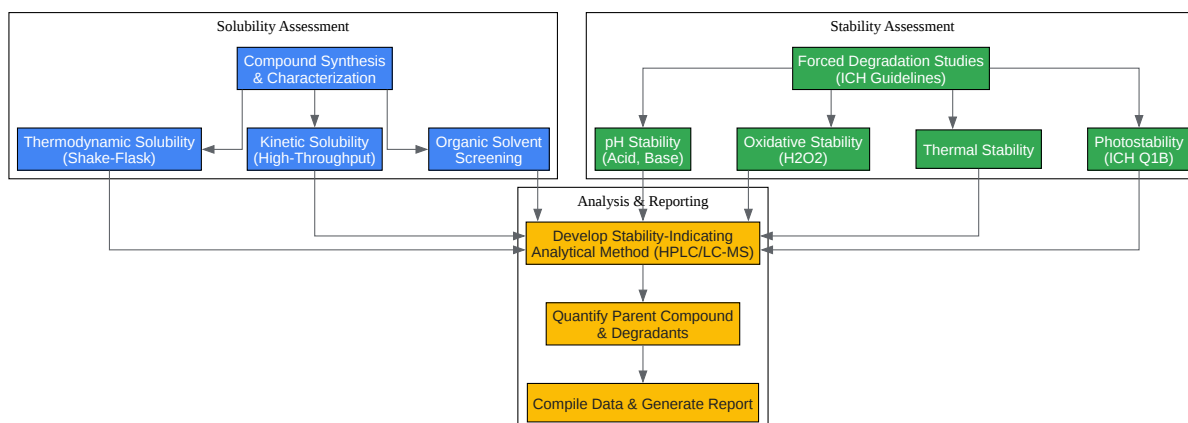 Solubility Assessment
Compound Synthesis
& Characterization
Thermodynamic Solubility
(Shake-Flask)
Kinetic Solubility
(High-Throughput)
Organic Solvent
Screening
Stability Assessment
Forced Degradation Studies
(ICH Guidelines)
pH Stability
(Acid, Base)
Oxidative Stability
(H2O2)
Thermal Stability
Photostability
(ICH Q1B)
Analysis & Reporting
Develop Stability-Indicating
Analytical Method (HPLC/LC-MS)
Quantify Parent Compound
& Degradants
Compile Data & Generate Report